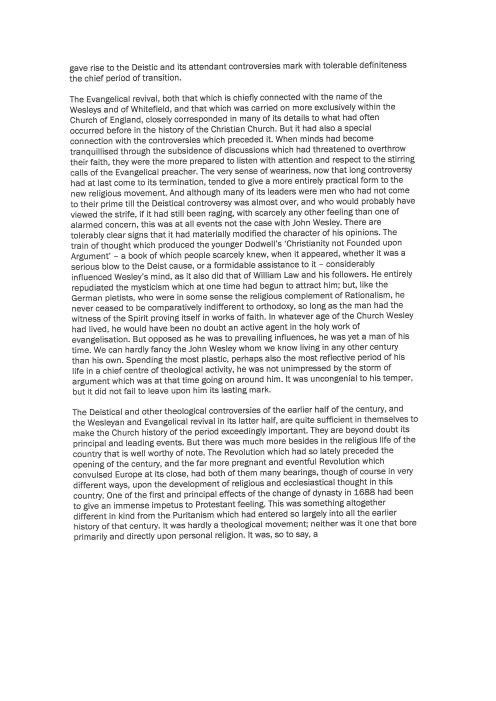 gave rise to the Deistic and its attendant controversies mark with tolerable definiteness
the chief period of transition.
The Evangelical revival, both that which is chiefly connected with the name of the
Wesleys and of Whitefield, and that which was carried on more exclusively within the
Church of England, closely corresponded in many of its details to what had often
occurred before in the history of the Christian Church. But it had also a special
connection with the controversies which preceded it. When minds had become
tranquillised through the subsidence of discussions which had threatened to overthrow
their faith, they were the more prepared to listen with attention and respect to the stirring
calls of the Evangelical preacher. The very sense of weariness, now that long controversy
had at last come to its termination, tended to give a more entirely practical form to the
new religious movement. And although many of its leaders were men who had not come
to their prime till the Deistical controversy was almost over, and who would probably have
viewed the strife, if it had still been raging, with scarcely any other feeling than one of
alarmed concern, this was at all events not the case with John Wesley. There are
tolerably clear signs that it had materially modified the character of his opinions. The
train of thought which produced the younger Dodwell's 'Christianity not Founded upon
Argument' – a book of which people scarcely knew, when it appeared, whether it was a
serious blow to the Deist cause, or a formidable assistance to it – considerably
influenced Wesley's mind, as it also did that of William Law and his followers. He entirely
repudiated the mysticism which at one time had begun to attract him; but, like the
German pietists, who were in some sense the religious complement of Rationalism, he
never ceased to be comparatively indifferent to orthodoxy, so long as the man had the
witness of the Spirit proving itself in works of faith. In whatever age of the Church Wesley
had lived, he would have been no doubt an active agent in the holy work of
evangelisation. But opposed as he was to prevailing influences, he was yet a man of his
time. We can hardly fancy the John Wesley whom we know living in any other century
than his own. Spending the most plastic, perhaps also the most reflective period of his
life in a chief centre of theological activity, he was not unimpressed by the storm of
argument which was at that time going on around him. It was uncongenial to his temper,
but it did not fail to leave upon him its lasting mark.
The Deistical and other theological controversies of the earlier half of the century, and
the Wesleyan and Evangelical revival in its latter half, are quite sufficient in themselves to
make the Church history of the period exceedingly important. They are beyond doubt its
principal and leading events. But there was much more besides in the religious life of the
country that is well worthy of note. The Revolution which had so lately preceded the
opening of the century, and the far more pregnant and eventful Revolution which
convulsed Europe at its close, had both of them many bearings, though of course in very
different ways, upon the development of religious and ecclesiastical thought in this
country. One of the first and principal effects of the change of dynasty in 1688 had been
to give an immense impetus to Protestant feeling. This was something altogether
different in kind from the Puritanism which had entered so largely into all the earlier
history of that century. It was hardly a theological movement; neither was it one that bore
primarily and directly upon personal religion. It was, so to say, a